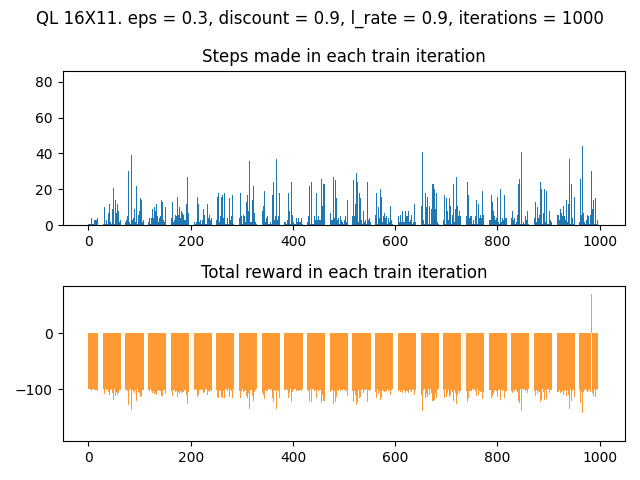 QL 16X11. eps = 0.3, discount = 0.9, l_rate = 0.9, iterations = 1000
Steps made in each train iteration
80
60
40
20
0
0 200 400 600 800 1000
Total reward in each train iteration
0
−100
0 200 400 600 800 1000